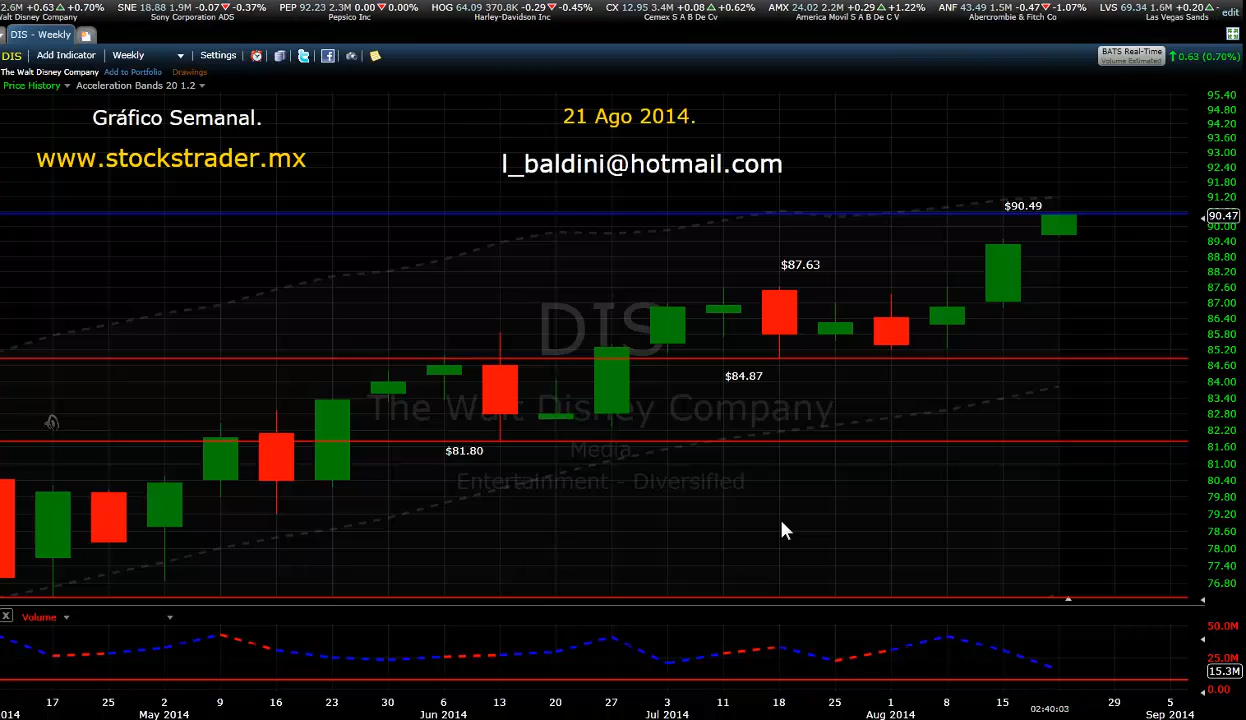 2.6M +0.63 +0.70% SNE 18.88 1.9M -0.07 -0.37% PEP 92.23 2.3M 0.00 0.00% HOG 64.09 370.8K -0.29 -0.45% CX 12.95 3.4M +0.08 +0.62% AMX 24.02 2.2M +0.29 +1.22% ANF 43.49 1.5M -0.47 -1.07% LVS 69.34 1.6M +0.20
Walt Disney Company Sony Corporation ADS Pepsico Inc Harley-Davidson Inc Cemex S A B De Cv America Movil S A B De C V Abercrombie & Fitch Co Las Vegas Sands edit
DIS - Weekly
DIS Add Indicator Weekly Settings BATS Real-Time Volume Estimated 0.63 (0.70%)
The Walt Disney Company Add to Portfolio Drawings
Price History Acceleration Bands 20 1.2
Gráfico Semanal.
21 Ago 2014.
www.stockstrader.mx
l_baldini@hotmail.com
$90.49
$87.63
$84.87
$81.80
DIS
The Walt Disney Company
Media
Entertainment - Diversified
95.40
94.80
94.20
93.60
93.00
92.40
91.80
91.20
90.47
90.00
89.40
88.80
88.20
87.60
87.00
86.40
85.80
85.20
84.60
84.00
83.40
82.80
82.20
81.60
81.00
80.40
79.80
79.20
78.60
78.00
77.40
76.80
X Volume
50.0M
25.0M
15.3M
0.00
17 25 2 9 16 23 30 6 13 20 27 3 11 18 25 1 8 15 29 5
02:40:03
014 May 2014 Jun 2014 Jul 2014 Aug 2014 Sep 2014